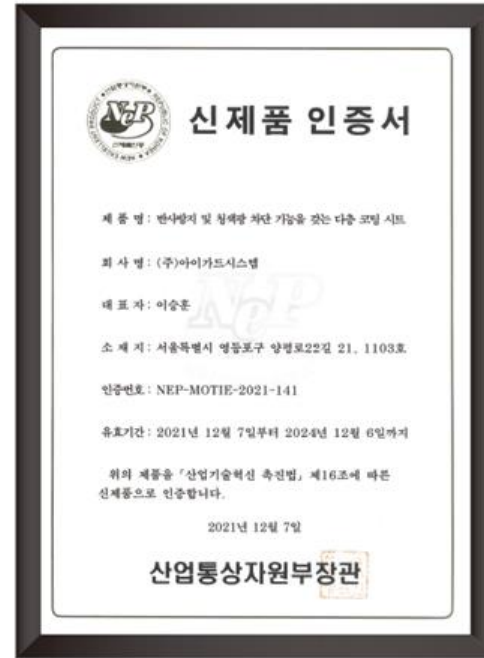 NeP
신제품 인증서
제 품 명 : 반사방지 및 청색광 차단 기능을 갖는 다층 코팅 시트
회 사 명 : (주)아이가드시스템
대 표 자 : 이승훈
소 재 지 : 서울특별시 영등포구 양평로22길 21, 1103호
인증번호 : NEP-MOTIE-2021-141
유효기간 : 2021년 12월 7일부터 2024년 12월 6일까지
위의 제품을 「산업기술혁신 촉진법」 제16조에 따른
신제품으로 인증합니다.
2021년 12월 7일
산업통상자원부장관